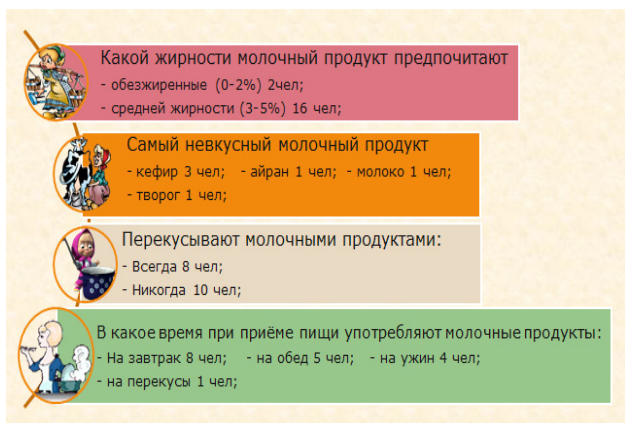 Какой жирности молочный продукт предпочитают
- обезжиренные (0-2%) 2чел;
- средней жирности (3-5%) 16 чел;
Самый невкусный молочный продукт
- кефир 3 чел; - айран 1 чел; - молоко 1 чел;
- творог 1 чел;
Перекусывают молочными продуктами:
- Всегда 8 чел;
- Никогда 10 чел;
В какое время при приёме пищи употребляют молочные продукты:
- На завтрак 8 чел; - на обед 5 чел; - на ужин 4 чел;
- на перекусы 1 чел;